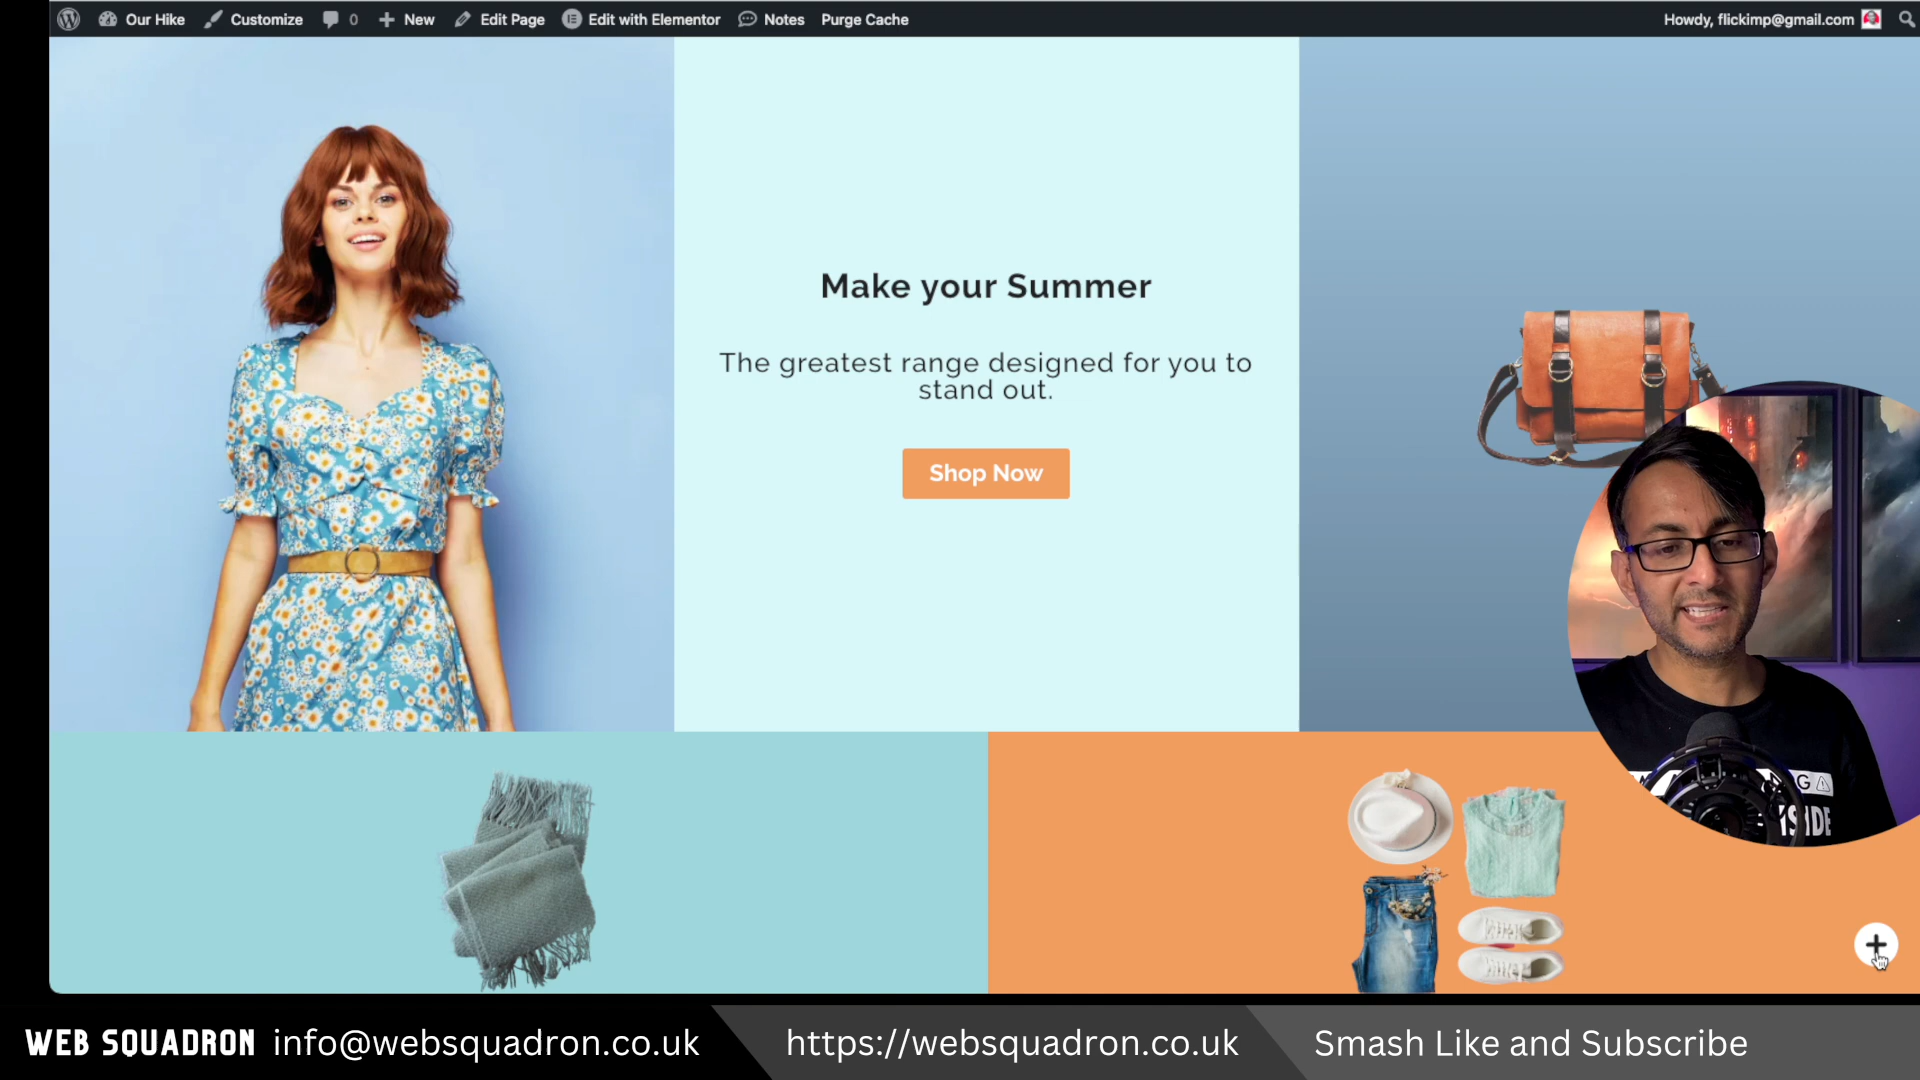 Our Hike Customize 0 New Edit Page Edit with Elementor Notes Purge Cache Howdy, flickimp@gmail.com
Make your Summer
The greatest range designed for you to
stand out.
Shop Now
WEB SQUADRON info@websquadron.co.uk https://websquadron.co.uk Smash Like and Subscribe